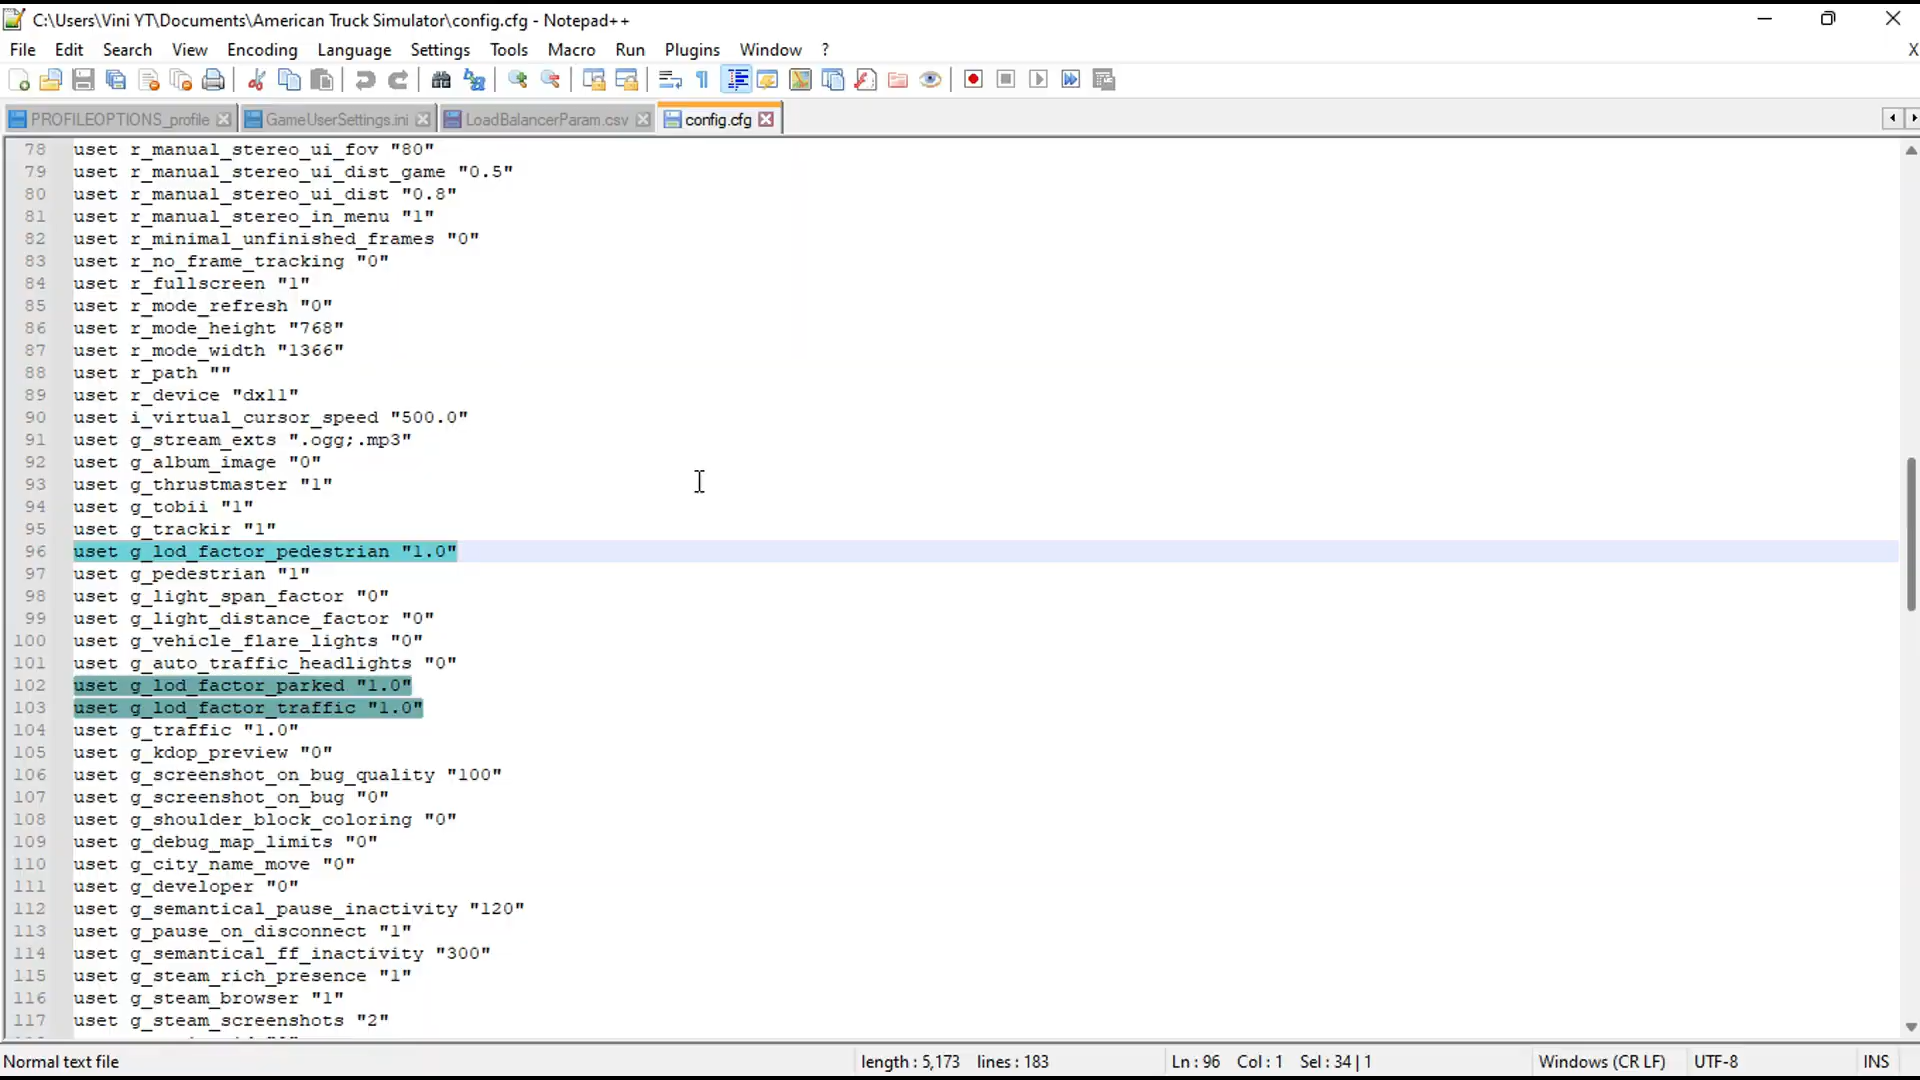 C:\Users\Vini YT\Documents\American Truck Simulator\config.cfg - Notepad++
File Edit Search View Encoding Language Settings Tools Macro Run Plugins Window ? X
PROFILEOPTIONS_profile GameUserSettings.ini LoadBalancerParam.csv config.cfg
78 uset r_manual_stereo_ui_fov "80"
79 uset r_manual_stereo_ui_dist_game "0.5"
80 uset r_manual_stereo_ui_dist "0.8"
81 uset r_manual_stereo_in_menu "1"
82 uset r_minimal_unfinished_frames "0"
83 uset r_no_frame_tracking "0"
84 uset r_fullscreen "1"
85 uset r_mode_refresh "0"
86 uset r_mode_height "768"
87 uset r_mode_width "1366"
88 uset r_path ""
89 uset r_device "dx11"
90 uset i_virtual_cursor_speed "500.0"
91 uset g_stream_exts ".ogg;.mp3"
92 uset g_album_image "0"
93 uset g_thrustmaster "1"
94 uset g_tobii "1"
95 uset g_trackir "1"
96 uset g_lod_factor_pedestrian "1.0"
97 uset g_pedestrian "1"
98 uset g_light_span_factor "0"
99 uset g_light_distance_factor "0"
100 uset g_vehicle_flare_lights "0"
101 uset g_auto_traffic_headlights "0"
102 uset g_lod_factor_parked "1.0"
103 uset g_lod_factor_traffic "1.0"
104 uset g_traffic "1.0"
105 uset g_kdop_preview "0"
106 uset g_screenshot_on_bug_quality "100"
107 uset g_screenshot_on_bug "0"
108 uset g_shoulder_block_coloring "0"
109 uset g_debug_map_limits "0"
110 uset g_city_name_move "0"
111 uset g_developer "0"
112 uset g_semantical_pause_inactivity "120"
113 uset g_pause_on_disconnect "1"
114 uset g_semantical_ff_inactivity "300"
115 uset g_steam_rich_presence "1"
116 uset g_steam_browser "1"
117 uset g_steam_screenshots "2"
Normal text file length : 5,173 lines : 183 Ln : 96 Col : 1 Sel : 34 | 1 Windows (CR LF) UTF-8 INS